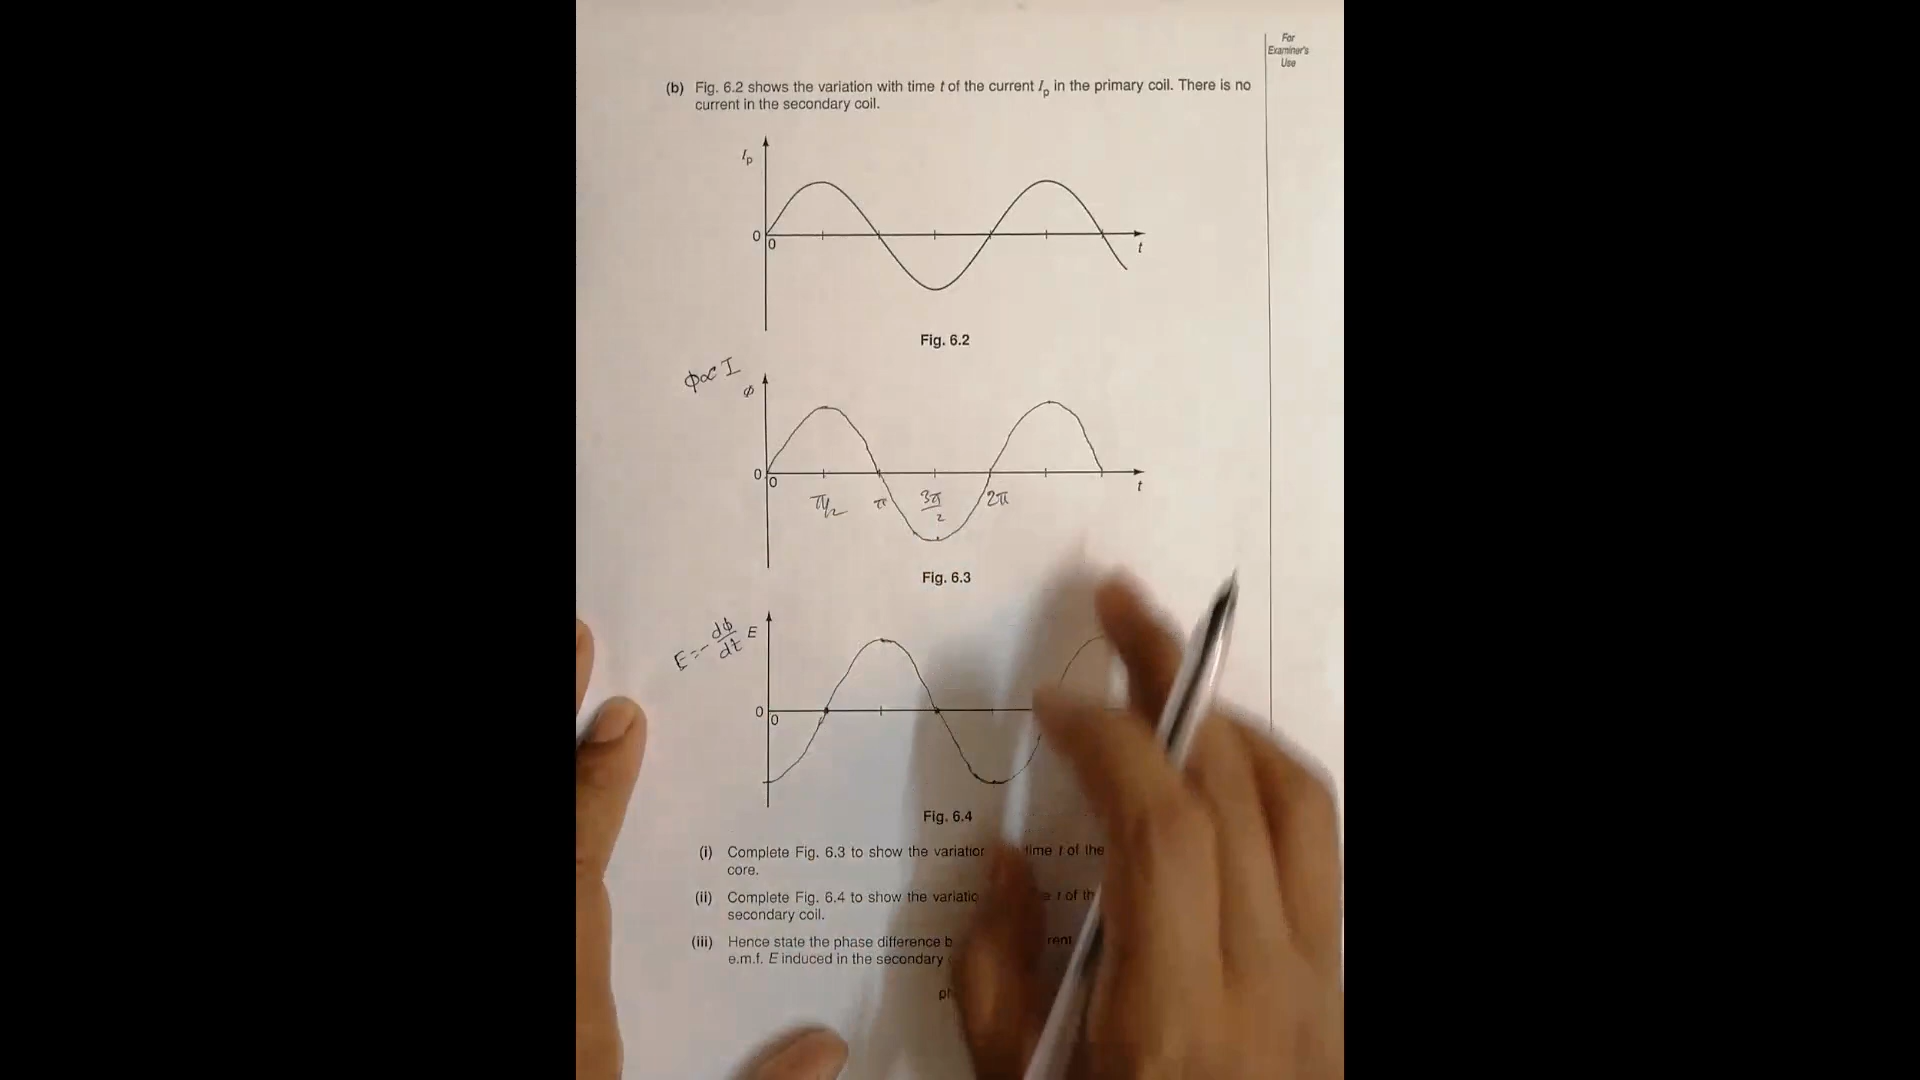 For
Examiner's
Use
(b) Fig. 6.2 shows the variation with time t of the current Ip in the primary coil. There is no
current in the secondary coil.
Ip
0
0
t
Fig. 6.2
ϕ∝I
ϕ
0
0
π/2 π 3π/2 2π
t
Fig. 6.3
E=-dϕ/dt
E
0
0
Fig. 6.4
(i) Complete Fig. 6.3 to show the variation time t of the
core.
(ii) Complete Fig. 6.4 to show the t of
secondary coil.
(iii) Hence state the phase difference
e.m.f. E induced in the secondary